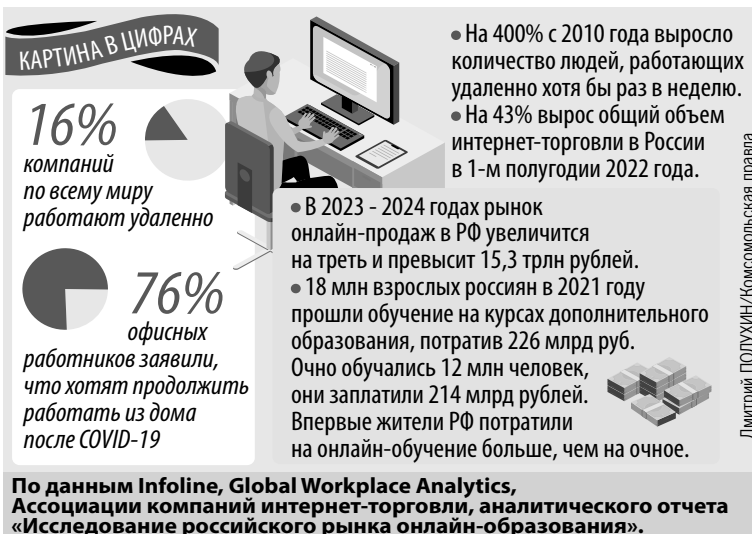 КАРТИНА В ЦИФРАХ
16%
компаний
по всему миру
работают удаленно
76%
офисных
работников заявили,
что хотят продолжить
работать из дома
после COVID-19
● На 400% с 2010 года выросло
количество людей, работающих
удаленно хотя бы раз в неделю.
● На 43% вырос общий объем
интернет-торговли в России
в 1-м полугодии 2022 года.
● В 2023 - 2024 годах рынок
онлайн-продаж в РФ увеличится
на треть и превысит 15,3 трлн рублей.
● 18 млн взрослых россиян в 2021 году
прошли обучение на курсах дополнительного
образования, потратив 226 млрд руб.
Очно обучались 12 млн человек,
они заплатили 214 млрд рублей.
Впервые жители РФ потратили
на онлайн-обучение больше, чем на очное.
Дмитрий ПОЛУХИН/Комсомольская правда
По данным Infoline, Global Workplace Analytics,
Ассоциации компаний интернет-торговли, аналитического отчета
«Исследование российского рынка онлайн-образования».